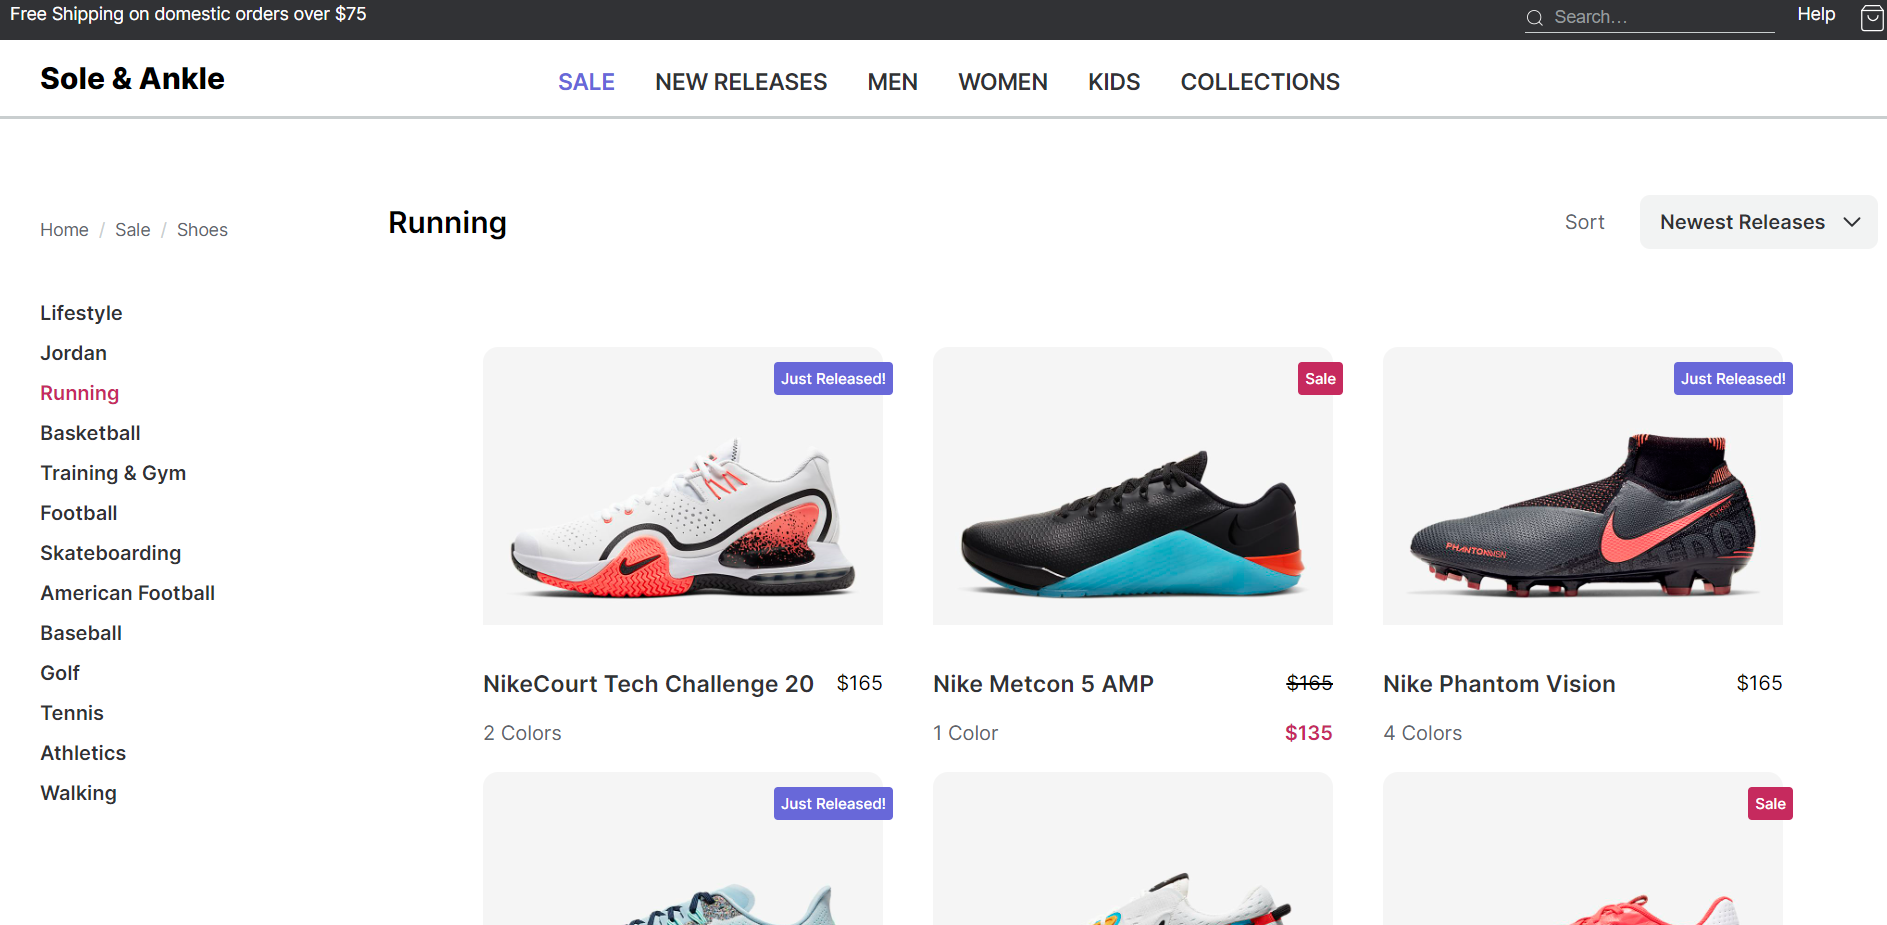 Free Shipping on domestic orders over $75
Search…
Help
Sole & Ankle
SALE NEW RELEASES MEN WOMEN KIDS COLLECTIONS
Home / Sale / Shoes
Running
Sort
Newest Releases
Lifestyle
Jordan
Running
Basketball
Training & Gym
Football
Skateboarding
American Football
Baseball
Golf
Tennis
Athletics
Walking
Just Released!
Sale
Just Released!
PHANTOMVSN
NikeCourt Tech Challenge 20 $165
2 Colors
Nike Metcon 5 AMP $165
1 Color $135
Nike Phantom Vision $165
4 Colors
Just Released!
Sale